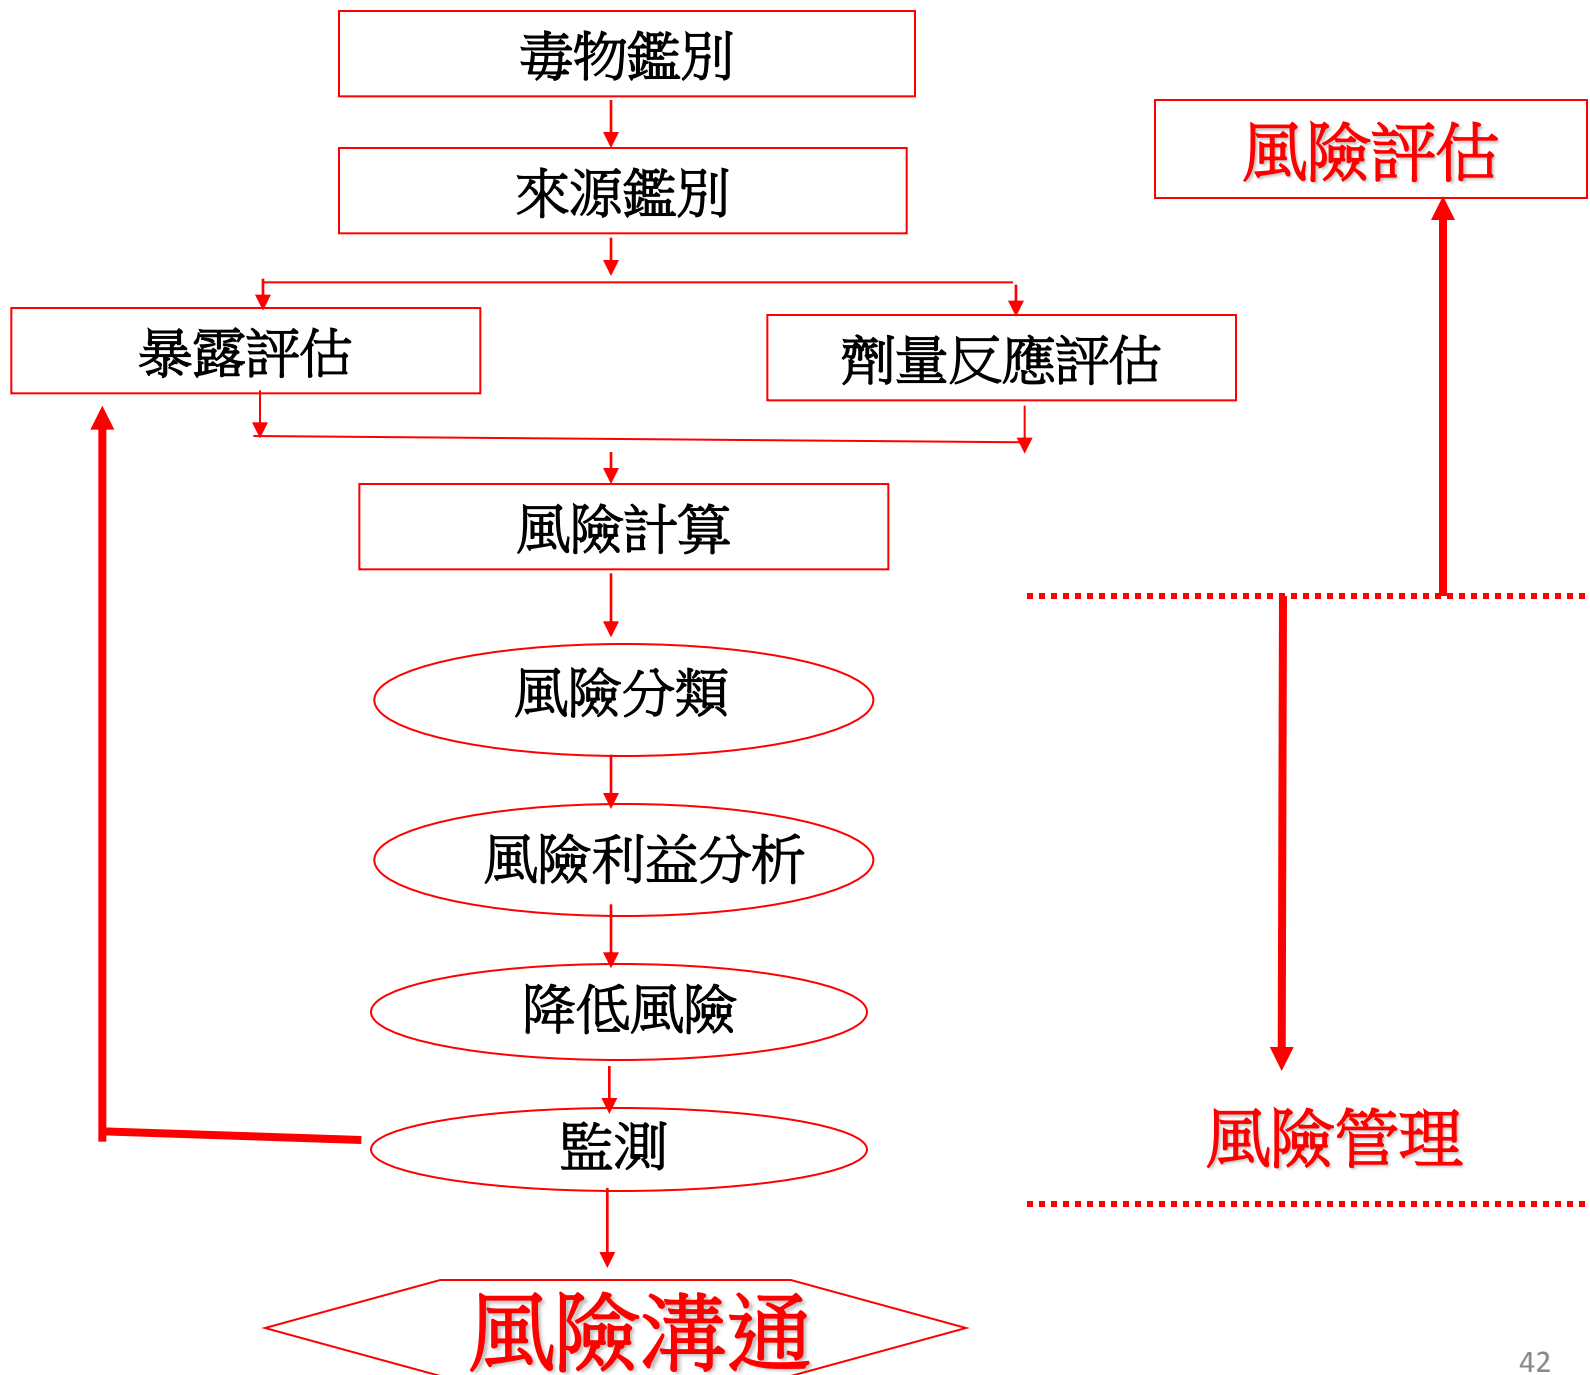 毒物鑑別
風險評估
來源鑑別
暴露評估
劑量反應評估
風險計算
風險分類
風險利益分析
降低風險
監測
風險管理
風險溝通
42